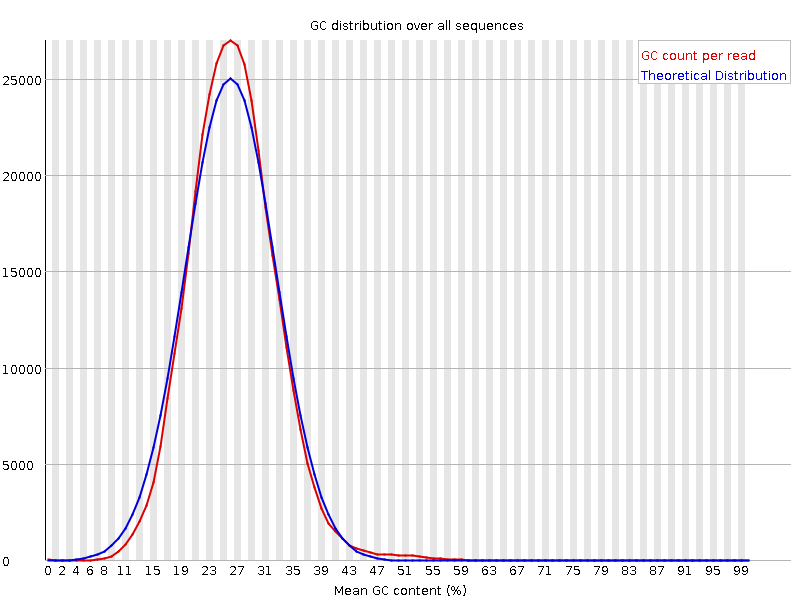 GC distribution over all sequences
GC count per read
Theoretical Distribution
25000
20000
15000
10000
5000
0
0 2 4 6 8 11 15 19 23 27 31 35 39 43 47 51 55 59 63 67 71 75 79 83 87 91 95 99
Mean GC content (%)